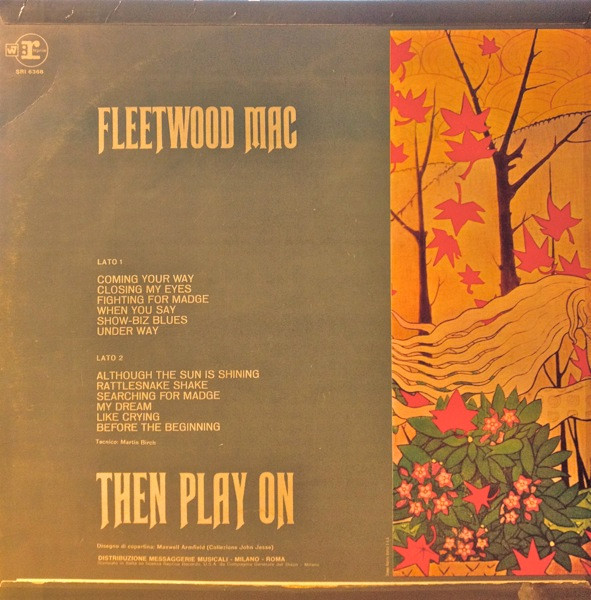 W
r
SRI 6368
FLEETWOOD MAC
LATO 1
COMING YOUR WAY
CLOSING MY EYES
FIGHTING FOR MADGE
WHEN YOU SAY
SHOW-BIZ BLUES
UNDER WAY
LATO 2
ALTHOUGH THE SUN IS SHINING
RATTLESNAKE SHAKE
SEARCHING FOR MADGE
MY DREAM
LIKE CRYING
BEFORE THE BEGINNING
Tecnico: Martin Birch
THEN PLAY ON
Disegno di copertina: Maxwell Armfield (Collezione John Jesse)
DISTRIBUZIONE MESSAGGERIE MUSICALI - MILANO - ROMA